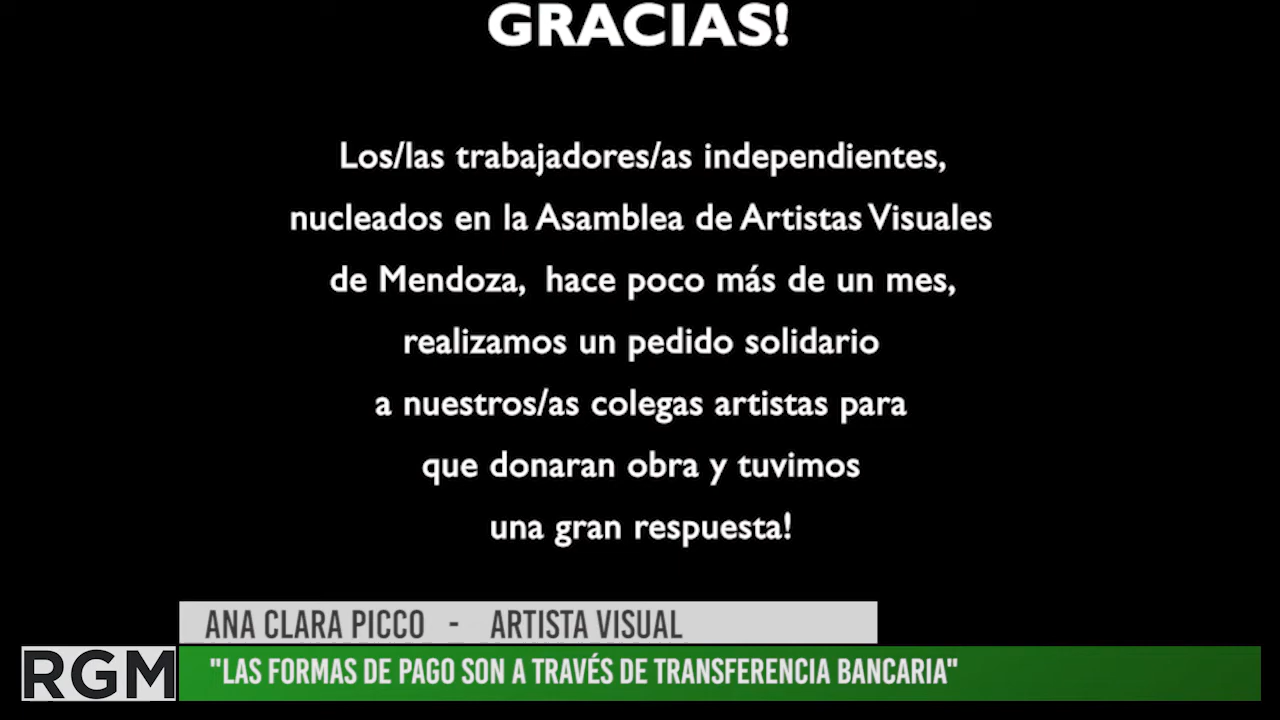 GRACIAS!
Los/las trabajadores/as independientes,
nucleados en la Asamblea de Artistas Visuales
de Mendoza, hace poco más de un mes,
realizamos un pedido solidario
a nuestros/as colegas artistas para
que donaran obra y tuvimos
una gran respuesta!
ANA CLARA PICCO - ARTISTA VISUAL
RGM
"LAS FORMAS DE PAGO SON A TRAVÉS DE TRANSFERENCIA BANCARIA"